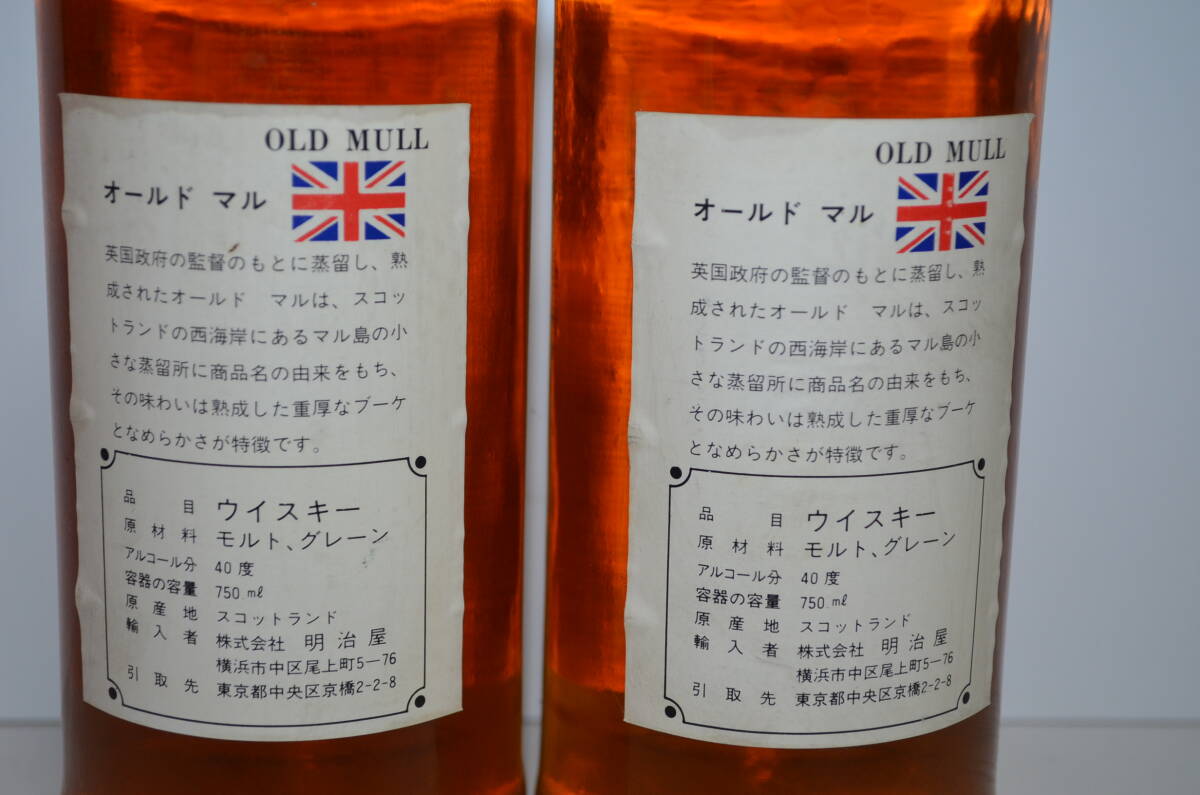 OLD MULL
オールド マル
英国政府の監督のもとに蒸留し、熟
成されたオールド マルは、スコッ
トランドの西海岸にあるマル島の小
さな蒸留所に商品名の由来をもち、
その味わいは熟成した重厚なブーケ
となめらかさが特徴です。
品目 ウイスキー
原材料 モルト、グレーン
アルコール分 40度
容器の容量 750mℓ
原産地 スコットランド
輸入者 株式会社 明治屋
横浜市中区尾上町5-76
引取先 東京都中央区京橋2-2-8
OLD MULL
オールド マル
英国政府の監督のもとに蒸留し、熟
成されたオールド マルは、スコッ
トランドの西海岸にあるマル島の小
さな蒸留所に商品名の由来をもち、
その味わいは熟成した重厚なブーケ
となめらかさが特徴です。
品目 ウイスキー
原材料 モルト、グレーン
アルコール分 40度
容器の容量 750mℓ
原産地 スコットランド
輸入者 株式会社 明治屋
横浜市中区尾上町5-76
引取先 東京都中央区京橋2-2-8